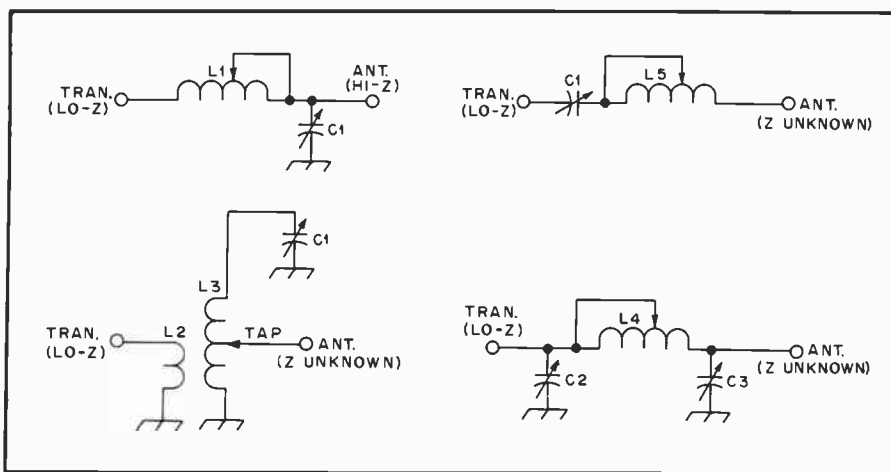 TRAN.
(LO-Z)
L1
ANT.
(HI-Z)
C1
TRAN.
(LO-Z)
C1
L5
ANT.
(Z UNKNOWN)
TRAN.
(LO-Z)
L2
L3
C1
TAP
ANT.
(Z UNKNOWN)
TRAN.
(LO-Z)
C2
L4
C3
ANT.
(Z UNKNOWN)